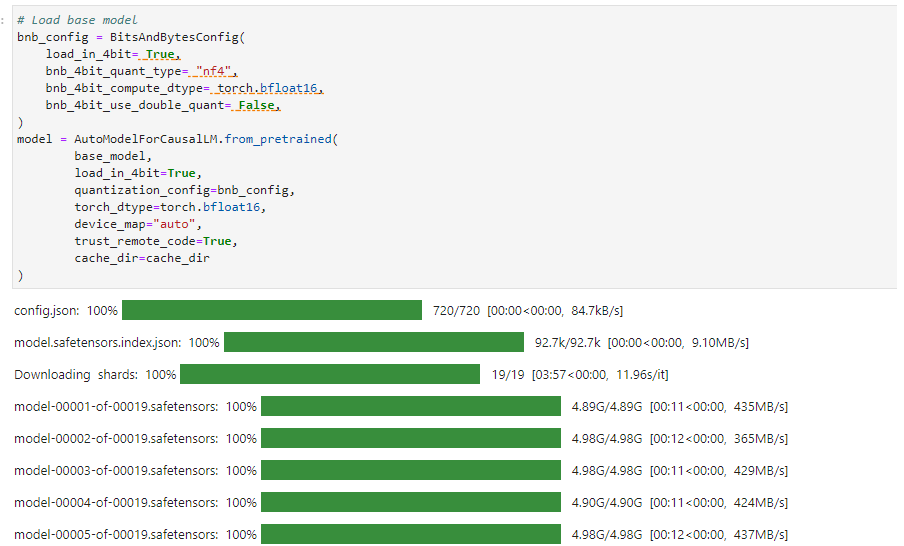 :
# Load base model
bnb_config = BitsAndBytesConfig(
    load_in_4bit= True,
    bnb_4bit_quant_type= "nf4",
    bnb_4bit_compute_dtype= torch.bfloat16,
    bnb_4bit_use_double_quant= False,
)
model = AutoModelForCausalLM.from_pretrained(
        base_model,
        load_in_4bit=True,
        quantization_config=bnb_config,
        torch_dtype=torch.bfloat16,
        device_map="auto",
        trust_remote_code=True,
        cache_dir=cache_dir
)
config.json: 100% 720/720 [00:00<00:00, 84.7kB/s]
model.safetensors.index.json: 100% 92.7k/92.7k [00:00<00:00, 9.10MB/s]
Downloading shards: 100% 19/19 [03:57<00:00, 11.96s/it]
model-00001-of-00019.safetensors: 100% 4.89G/4.89G [00:11<00:00, 435MB/s]
model-00002-of-00019.safetensors: 100% 4.98G/4.98G [00:12<00:00, 365MB/s]
model-00003-of-00019.safetensors: 100% 4.98G/4.98G [00:11<00:00, 429MB/s]
model-00004-of-00019.safetensors: 100% 4.90G/4.90G [00:11<00:00, 424MB/s]
model-00005-of-00019.safetensors: 100% 4.98G/4.98G [00:12<00:00, 437MB/s]